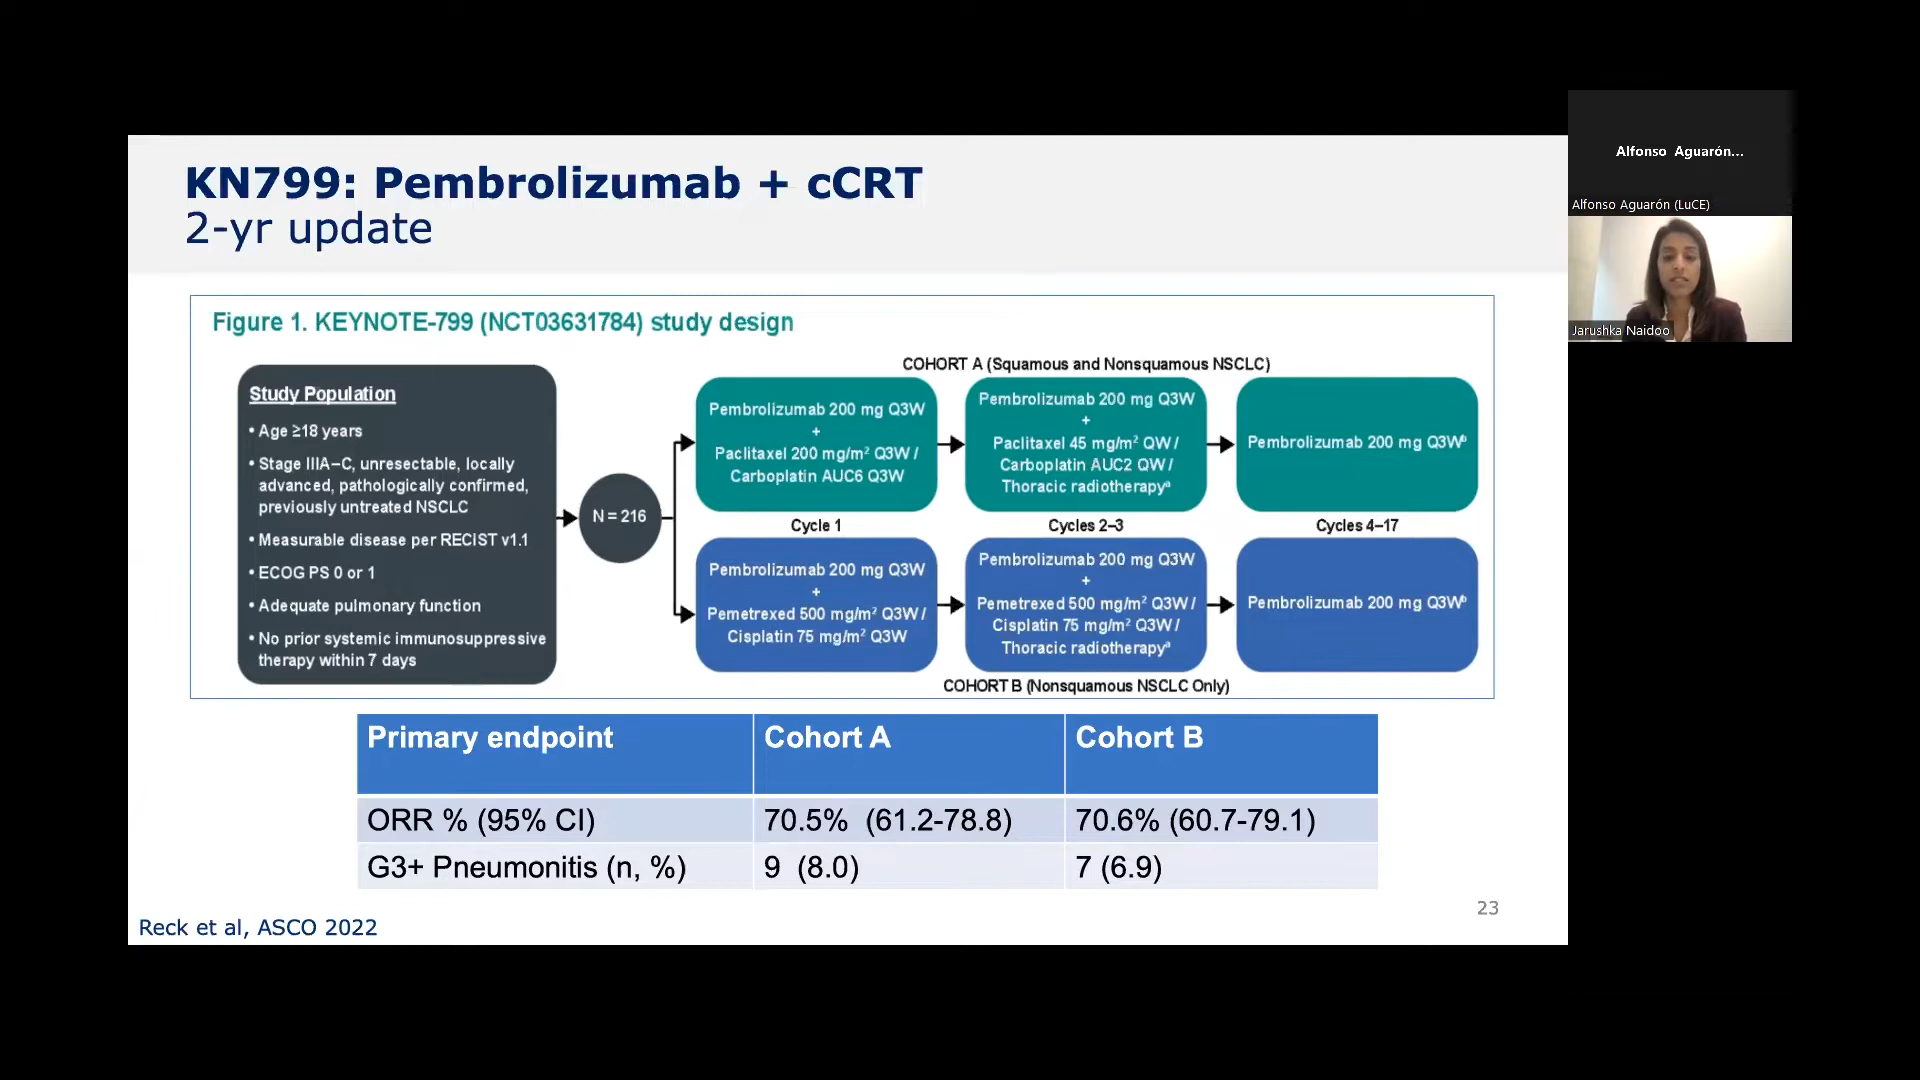 KN799: Pembrolizumab + cCRT
2-yr update
Figure 1. KEYNOTE-799 (NCT03631784) study design
Study Population
• Age ≥18 years
• Stage IIIA–C, unresectable, locally
advanced, pathologically confirmed,
previously untreated NSCLC
• Measurable disease per RECIST v1.1
• ECOG PS 0 or 1
• Adequate pulmonary function
• No prior systemic immunosuppressive
therapy within 7 days
N = 216
COHORT A (Squamous and Nonsquamous NSCLC)
Pembrolizumab 200 mg Q3W
+
Paclitaxel 200 mg/m² Q3W /
Carboplatin AUC6 Q3W
Pembrolizumab 200 mg Q3W
+
Paclitaxel 45 mg/m² QW /
Carboplatin AUC2 QW /
Thoracic radiotherapyᵃ
Pembrolizumab 200 mg Q3Wᵇ
Cycle 1
Cycles 2–3
Cycles 4–17
Pembrolizumab 200 mg Q3W
+
Pemetrexed 500 mg/m² Q3W /
Cisplatin 75 mg/m² Q3W
Pembrolizumab 200 mg Q3W
+
Pemetrexed 500 mg/m² Q3W /
Cisplatin 75 mg/m² Q3W /
Thoracic radiotherapyᵃ
Pembrolizumab 200 mg Q3Wᵇ
COHORT B (Nonsquamous NSCLC Only)
Primary endpoint Cohort A Cohort B
ORR % (95% CI) 70.5% (61.2-78.8) 70.6% (60.7-79.1)
G3+ Pneumonitis (n, %) 9 (8.0) 7 (6.9)
23
Reck et al, ASCO 2022
Alfonso Aguarón...
Alfonso Aguarón (LuCE)
Jarushka Naidoo